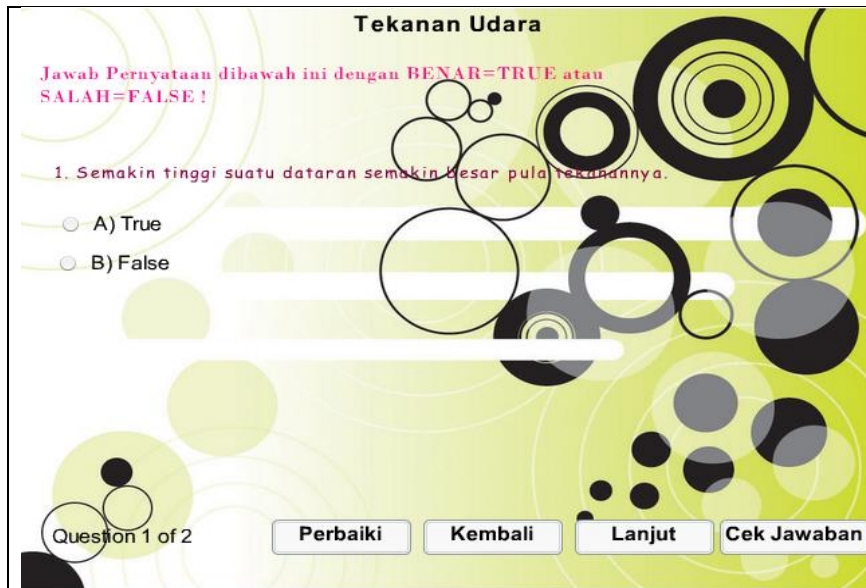 Tekanan Udara
Jawab Pernyataan dibawah ini dengan BENAR=TRUE atau
SALAH=FALSE !
1. Semakin tinggi suatu dataran semakin besar pula tekanannya.
A) True
B) False
Question 1 of 2
Perbaiki
Kembali
Lanjut
Cek Jawaban